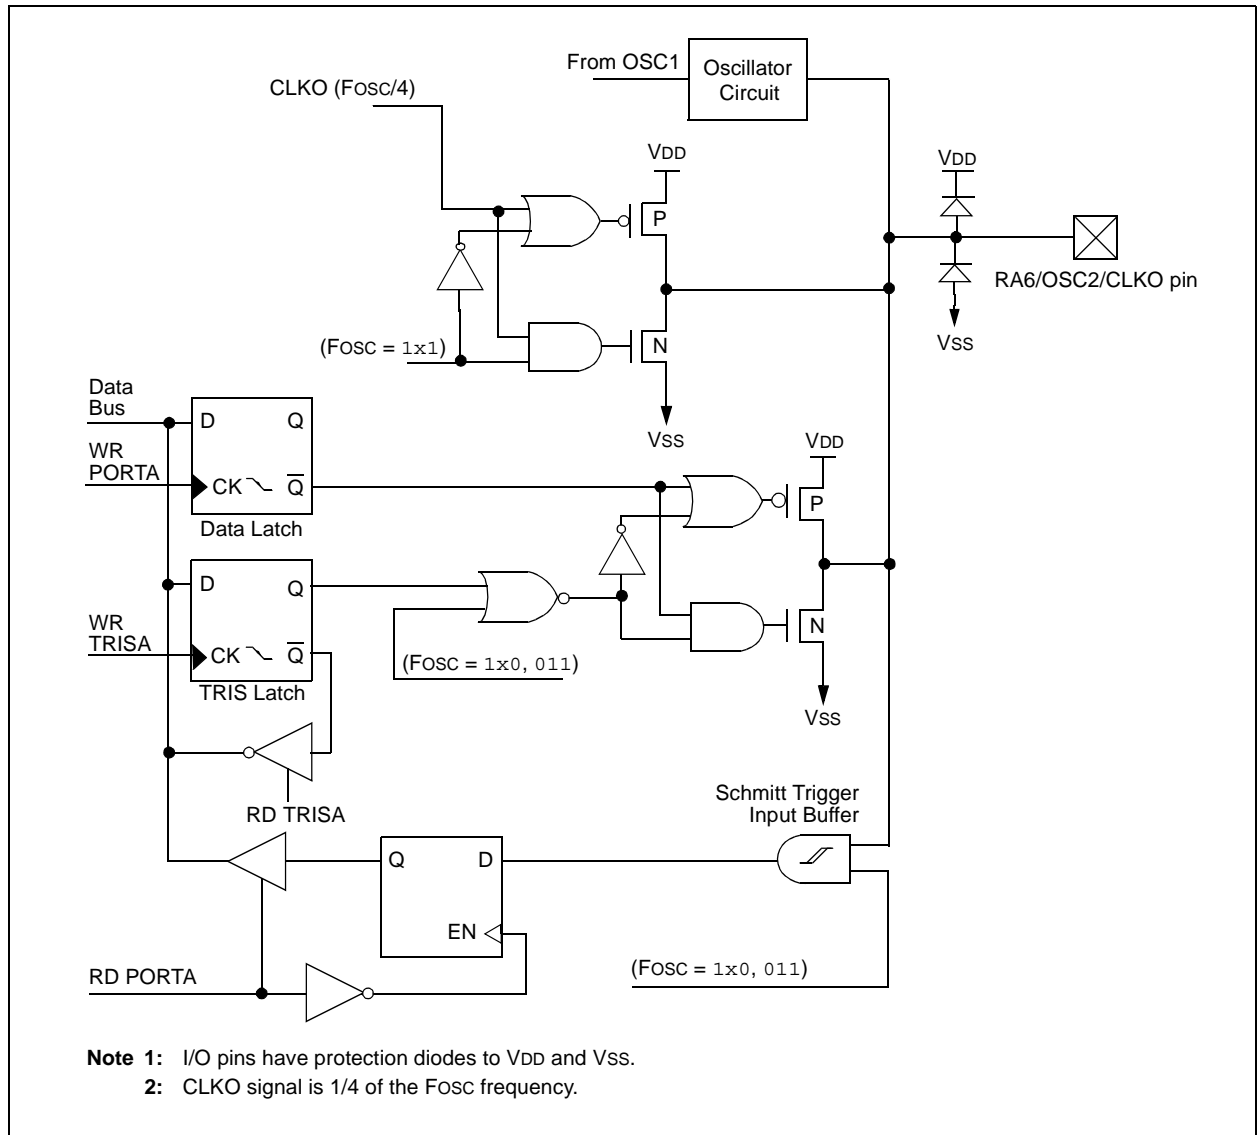 From OSC1
Oscillator
Circuit
CLKO (FOSC/4)
VDD
P
VDD
RA6/OSC2/CLKO pin
VSS
(FOSC = 1x1)
N
VSS
Data
Bus
D
Q
WR
PORTA
CK
Q
Data Latch
VDD
P
D
Q
WR
TRISA
CK
Q
TRIS Latch
(FOSC = 1x0, 011)
N
VSS
RD TRISA
Schmitt Trigger
Input Buffer
Q
D
EN
RD PORTA
(FOSC = 1x0, 011)
Note 1: I/O pins have protection diodes to VDD and VSS.
2: CLKO signal is 1/4 of the FOSC frequency.